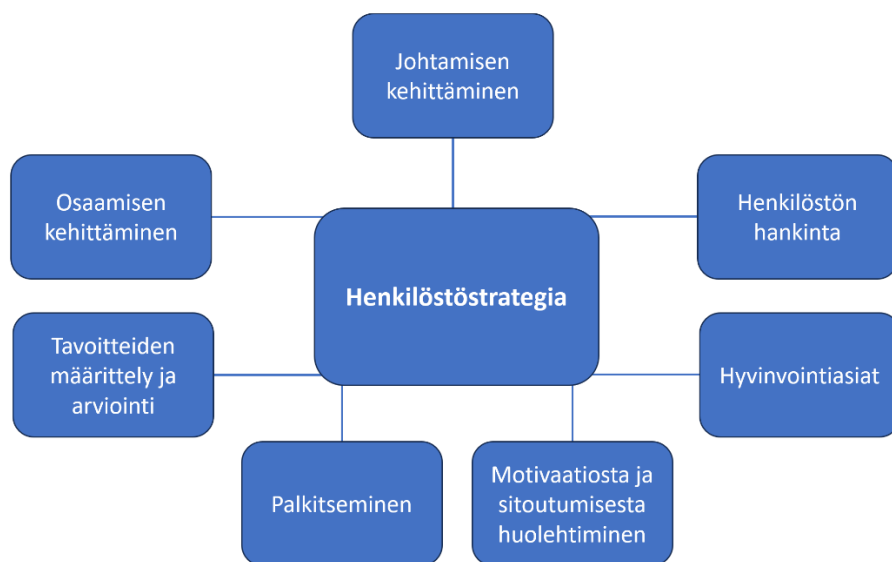 Johtamisen
kehittäminen
Osaamisen
kehittäminen
Henkilöstön
hankinta
Henkilöstöstrategia
Tavoitteiden
määrittely ja
arviointi
Hyvinvointiasiat
Palkitseminen
Motivaatiosta ja
sitoutumisesta
huolehtiminen